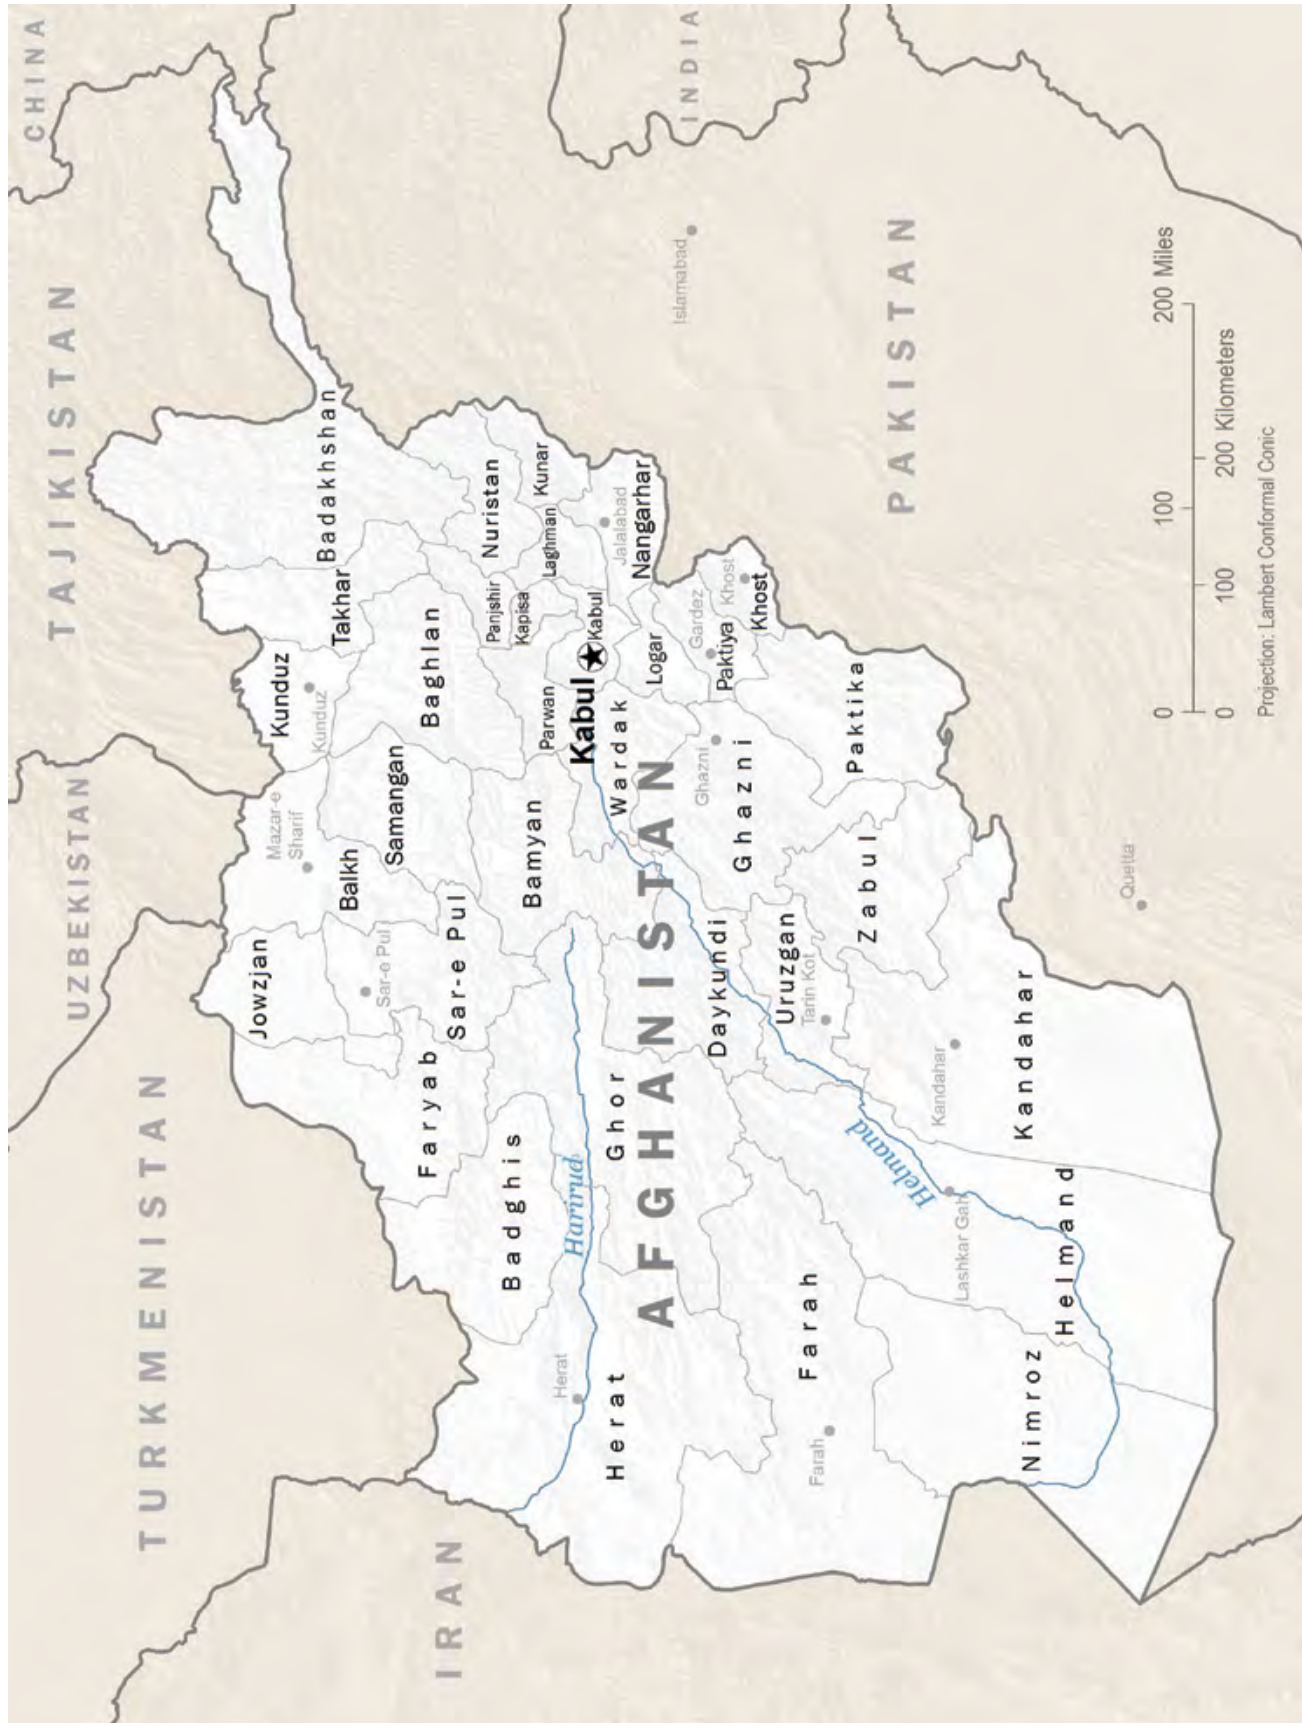 CHINA
TAJIKISTAN
UZBEKISTAN
TURKMENISTAN
IRAN
INDIA
PAKISTAN
AFGHANISTAN
Badakhshan
Takhar
Kunduz
Kunduz
Mazar-e
Sharif
Balkh
Jowzjan
Sar-e Pul
Sar-e Pul
Samangan
Baghlan
Faryab
Badghis
Bamyan
Parwan
Panjshir
Kapisa
Nuristan
Kunar
Laghman
Kabul
Kabul
Jalalabad
Nangarhar
Logar
Wardak
Gardez
Paktiya
Khost
Khost
Islamabad
Harirud
Herat
Herat
Ghor
Daykundi
Ghazni
Ghazni
Paktika
Uruzgan
Tarin Kot
Zabul
Farah
Farah
Helmand
Lashkar Gah
Helmand
Kandahar
Kandahar
Nimroz
Quetta
0 100 200 Miles
0 100 200 Kilometers
Projection: Lambert Conformal Conic